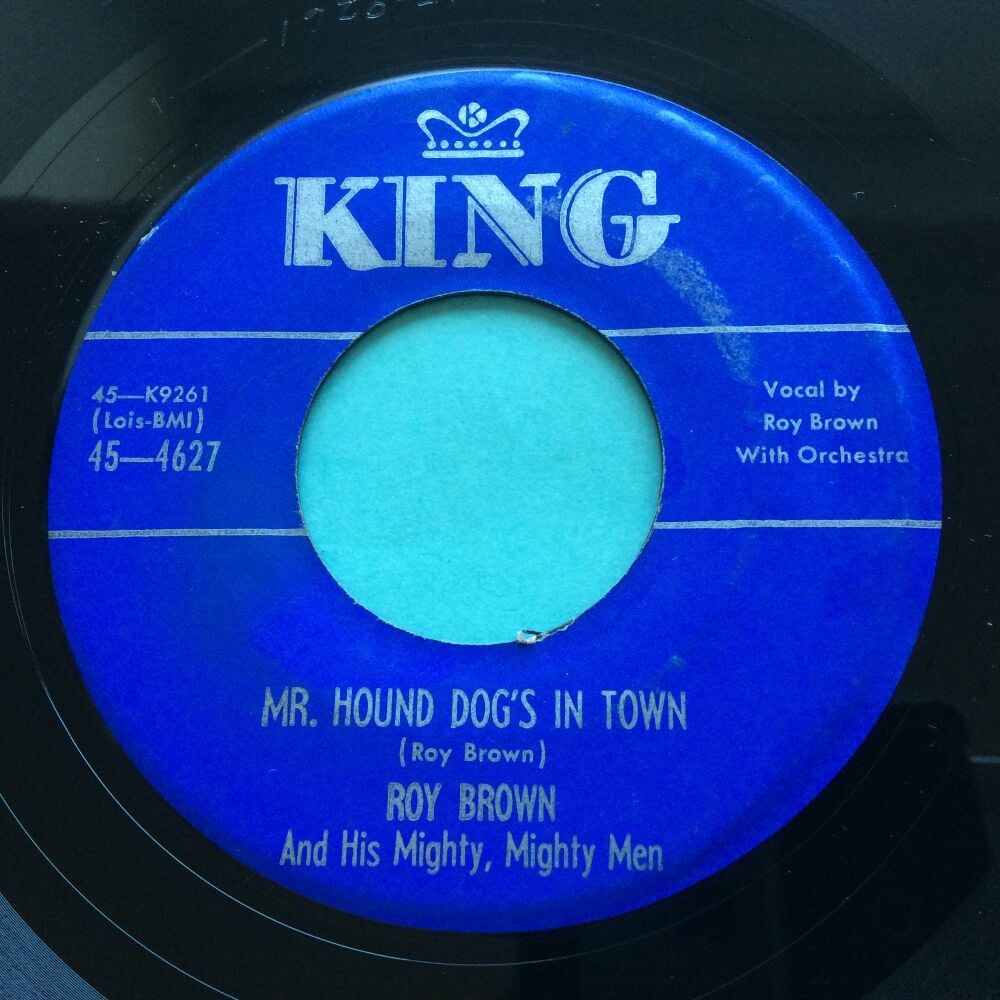 K
KING
45—K9261
(Lois-BMI)
45—4627
Vocal by
Roy Brown
With Orchestra
MR. HOUND DOG'S IN TOWN
(Roy Brown)
ROY BROWN
And His Mighty, Mighty Men